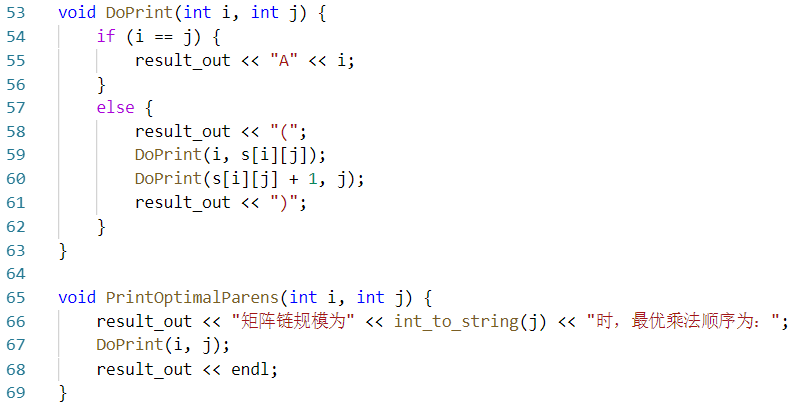 53 void DoPrint(int i, int j) {
54     if (i == j) {
55         result_out << "A" << i;
56     }
57     else {
58         result_out << "(";
59         DoPrint(i, s[i][j]);
60         DoPrint(s[i][j] + 1, j);
61         result_out << ")";
62     }
63 }
64
65 void PrintOptimalParens(int i, int j) {
66     result_out << "矩阵链规模为" << int_to_string(j) << "时，最优乘法顺序为：";
67     DoPrint(i, j);
68     result_out << endl;
69 }